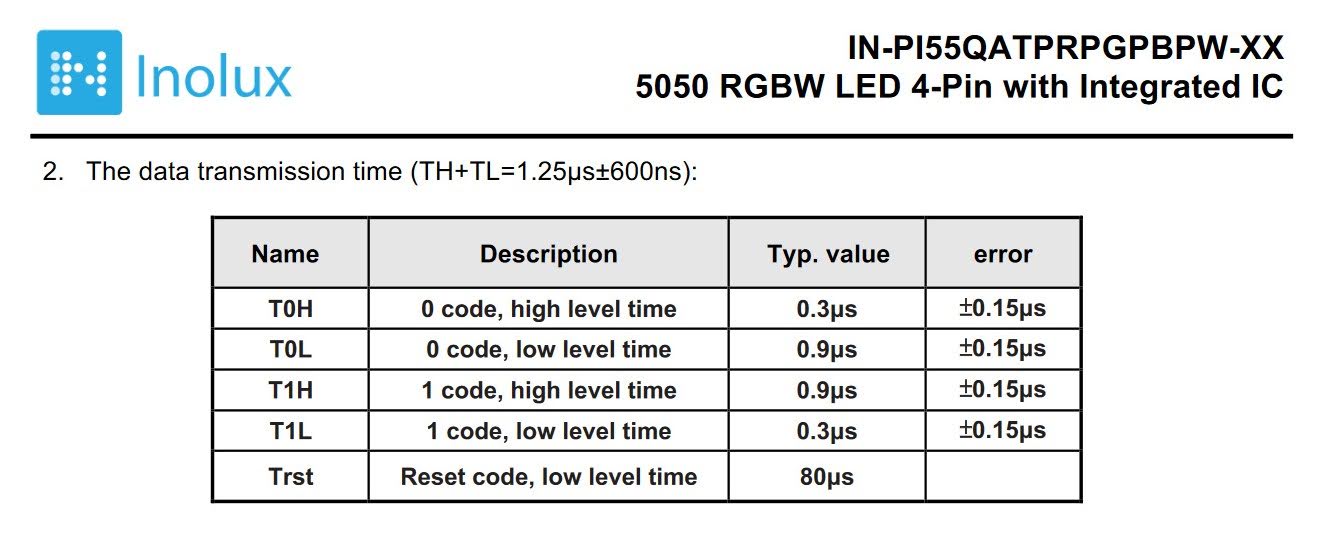 Inolux
IN-PI55QATPRPGPBPW-XX
5050 RGBW LED 4-Pin with Integrated IC
2. The data transmission time (TH+TL=1.25µs±600ns):
Name Description Typ. value error
T0H 0 code, high level time 0.3µs ±0.15µs
T0L 0 code, low level time 0.9µs ±0.15µs
T1H 1 code, high level time 0.9µs ±0.15µs
T1L 1 code, low level time 0.3µs ±0.15µs
Trst Reset code, low level time 80µs